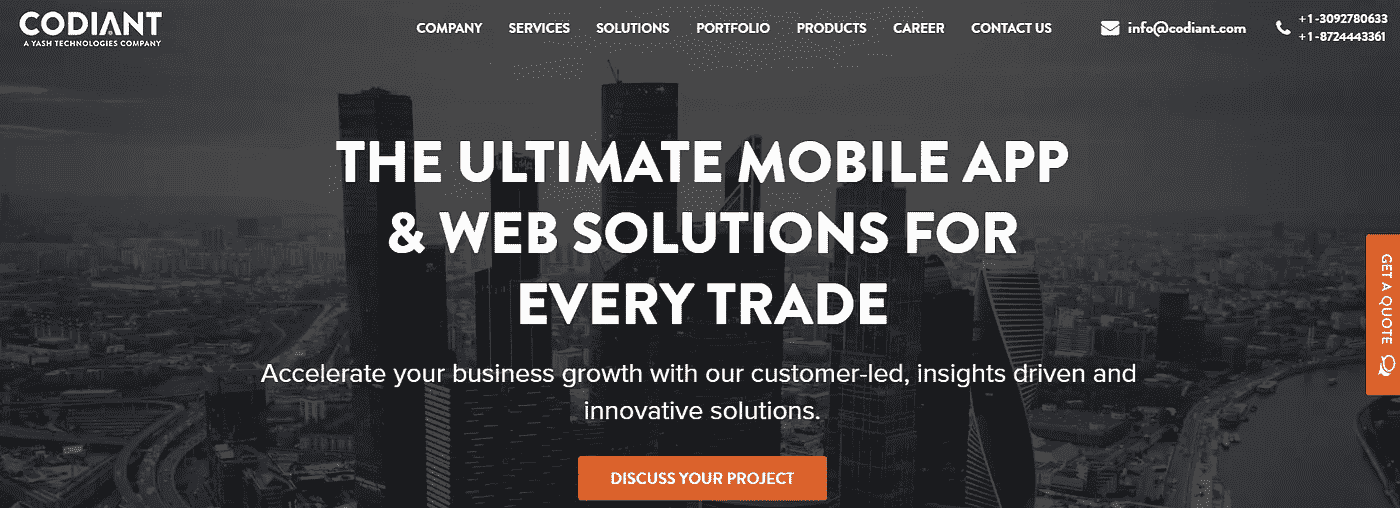 CODIANT
A YASH TECHNOLOGIES COMPANY
COMPANY SERVICES SOLUTIONS PORTFOLIO PRODUCTS CAREER CONTACT US
info@codiant.com
+1-3092780633
+1-8724443361
THE ULTIMATE MOBILE APP
& WEB SOLUTIONS FOR
EVERY TRADE
Accelerate your business growth with our customer-led, insights driven and
innovative solutions.
DISCUSS YOUR PROJECT
GET A QUOTE